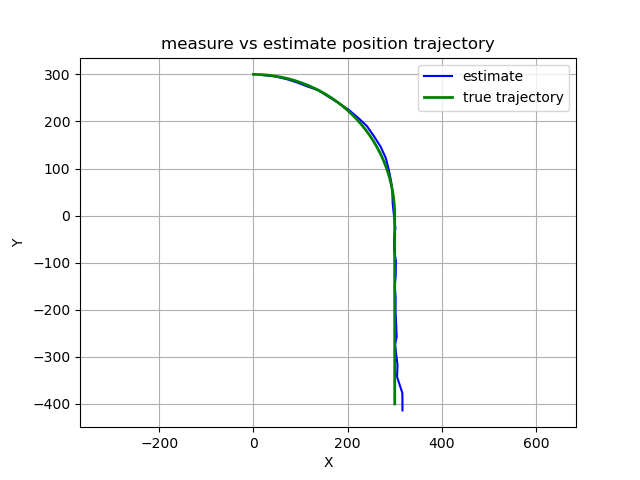 measure vs estimate position trajectory
estimate
true trajectory
300
200
100
0
−100
−200
−300
−400
Y
−200
0
200
400
600
X